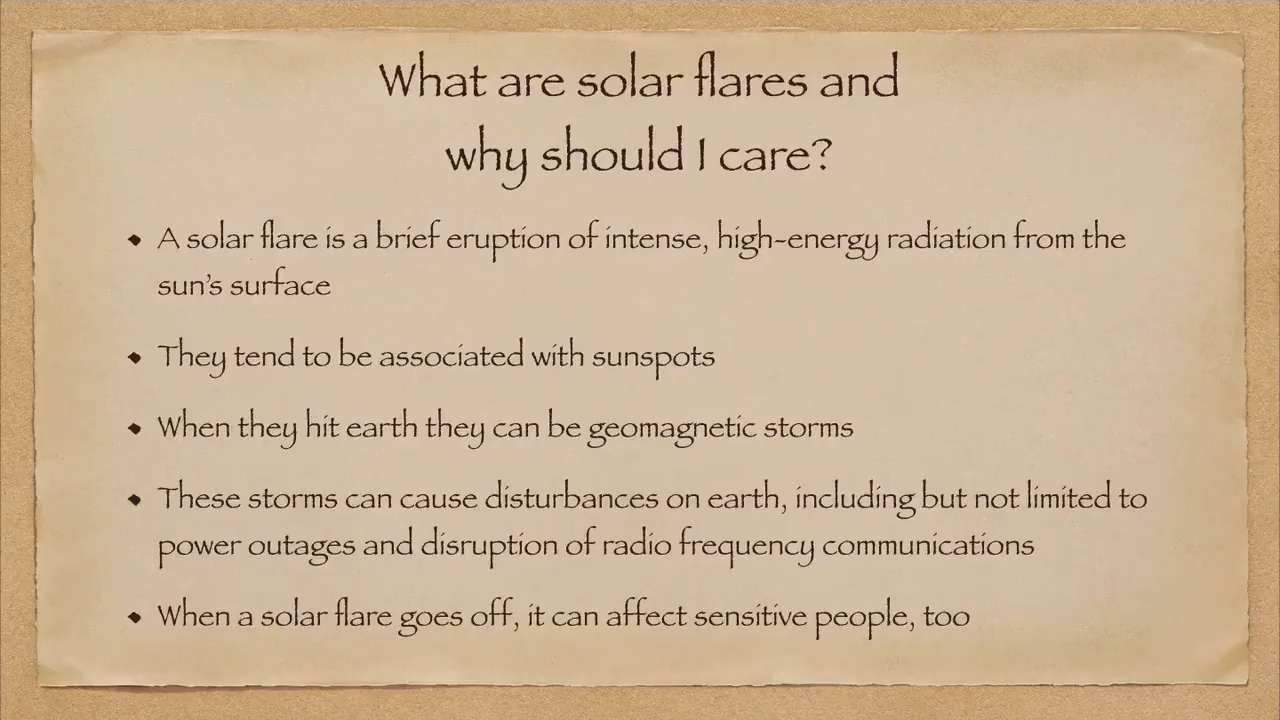 What are solar flares and
why should I care?
• A solar flare is a brief eruption of intense, high-energy radiation from the
sun's surface
• They tend to be associated with sunspots
• When they hit earth they can be geomagnetic storms
• These storms can cause disturbances on earth, including but not limited to
power outages and disruption of radio frequency communications
• When a solar flare goes off, it can affect sensitive people, too